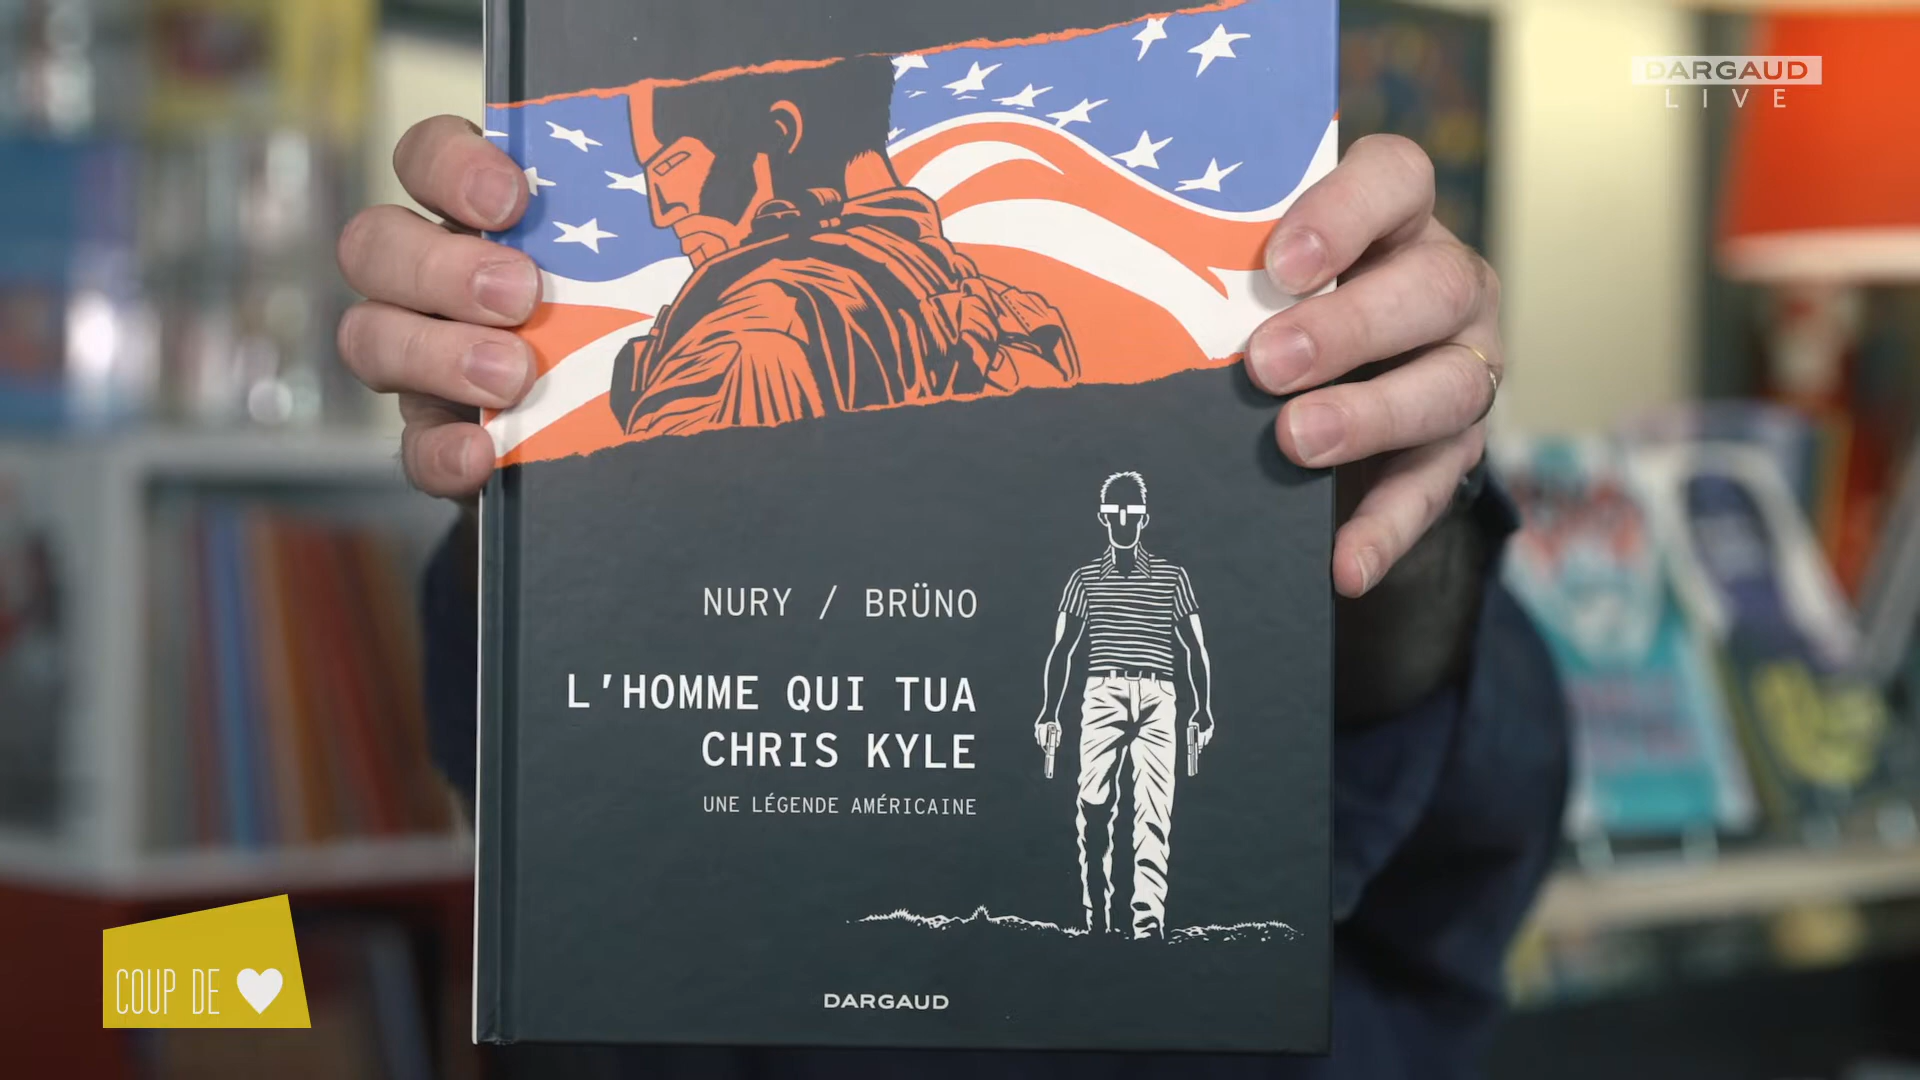 DARGAUD
LIVE
NURY / BRÜNO
L'HOMME QUI TUA
CHRIS KYLE
UNE LÉGENDE AMÉRICAINE
DARGAUD
COUP DE